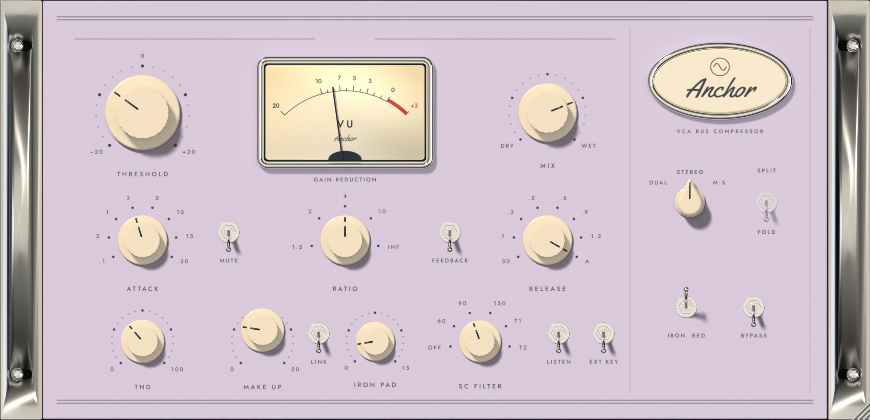 0
-20 +20
THRESHOLD
20 10 7 5 3 0 +3
VU
Anchor
GAIN REDUCTION
DRY WET
MIX
Anchor
VCA BUS COMPRESSOR
STEREO
DUAL M-S
SPLIT
FOLD
.1 .3 1 3 5 10 15 30
ATTACK
MUTE
1.5 2 4 10 INF
RATIO
FEEDBACK
50 .1 .3 .5 .6 .9 1.2 A
RELEASE
IRON RED
BYPASS
0 100
THD
0 20
MAKE UP
LINK
0 15
IRON PAD
OFF 60 90 150 T1 T2
SC FILTER
LISTEN
EXT KEY